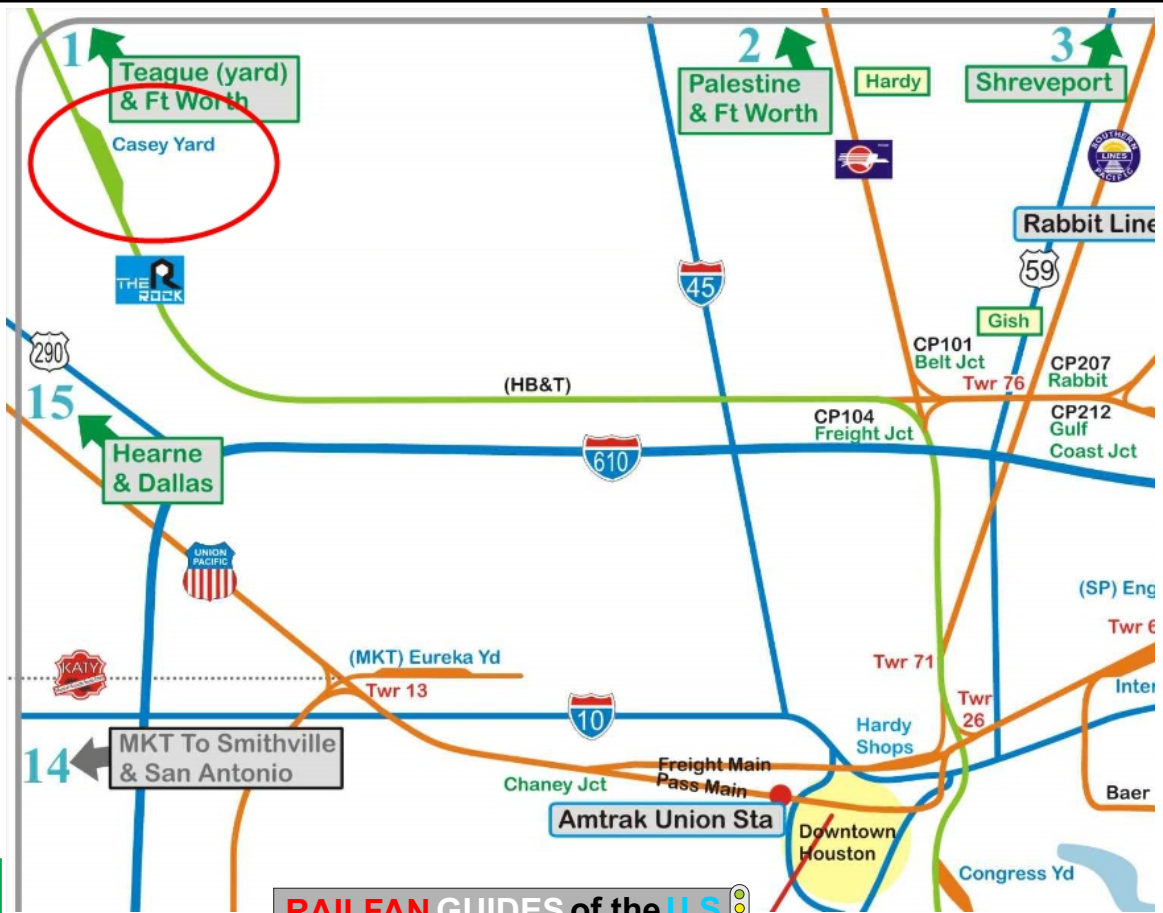 1
Teague (yard)
& Ft Worth
Casey Yard
THE ROCK
2
Palestine
& Ft Worth
Hardy
3
Shreveport
SOUTHERN
LINES
PACIFIC
Rabbit Line
59
45
Gish
290
15
Hearne
& Dallas
(HB&T)
CP101
Belt Jct
Twr 76
CP207
Rabbit
CP104
Freight Jct
CP212
Gulf
Coast Jct
610
UNION
PACIFIC
(SP) Eng
Twr 6
KATY
(MKT) Eureka Yd
Twr 13
Twr 71
Twr
26
Inter
10
14
MKT To Smithville
& San Antonio
Hardy
Shops
Freight Main
Pass Main
Chaney Jct
Baer
Amtrak Union Sta
Downtown
Houston
Congress Yd
RAILFAN GUIDES of the U.S.